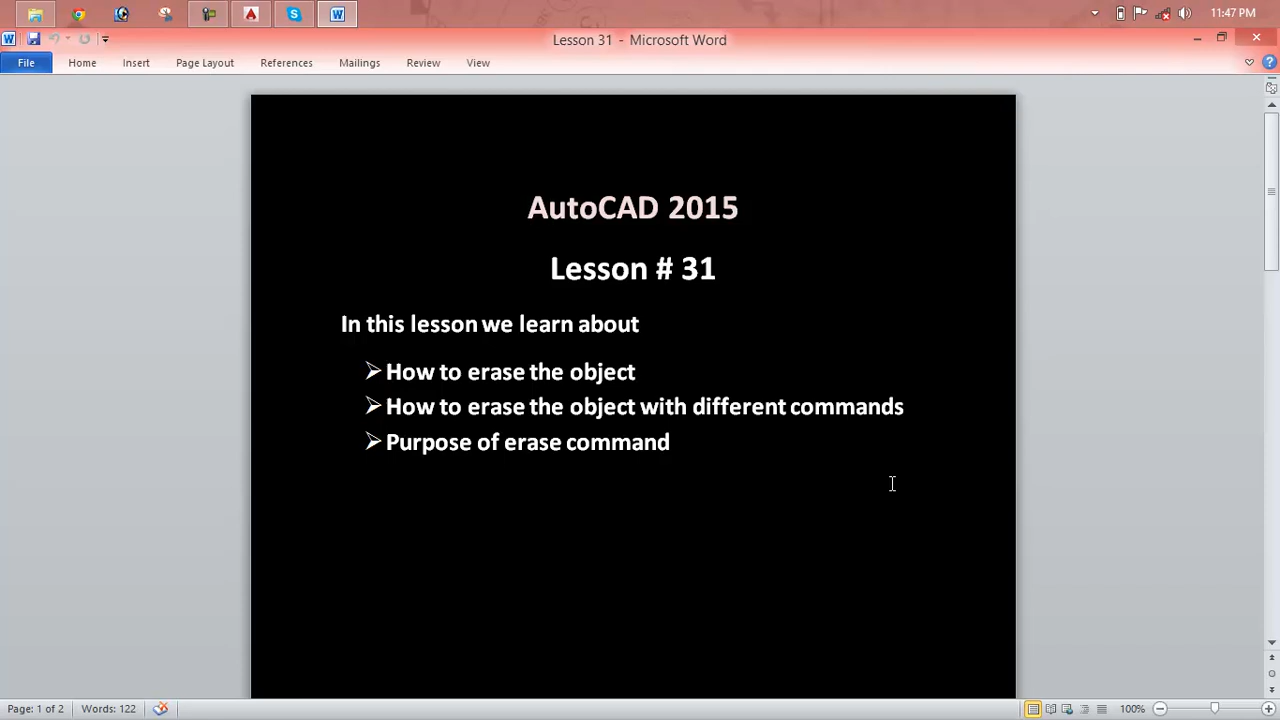 11:47 PM
Lesson 31 - Microsoft Word
File Home Insert Page Layout References Mailings Review View
AutoCAD 2015
Lesson # 31
In this lesson we learn about
How to erase the object
How to erase the object with different commands
Purpose of erase command
Page: 1 of 2 Words: 122 100%